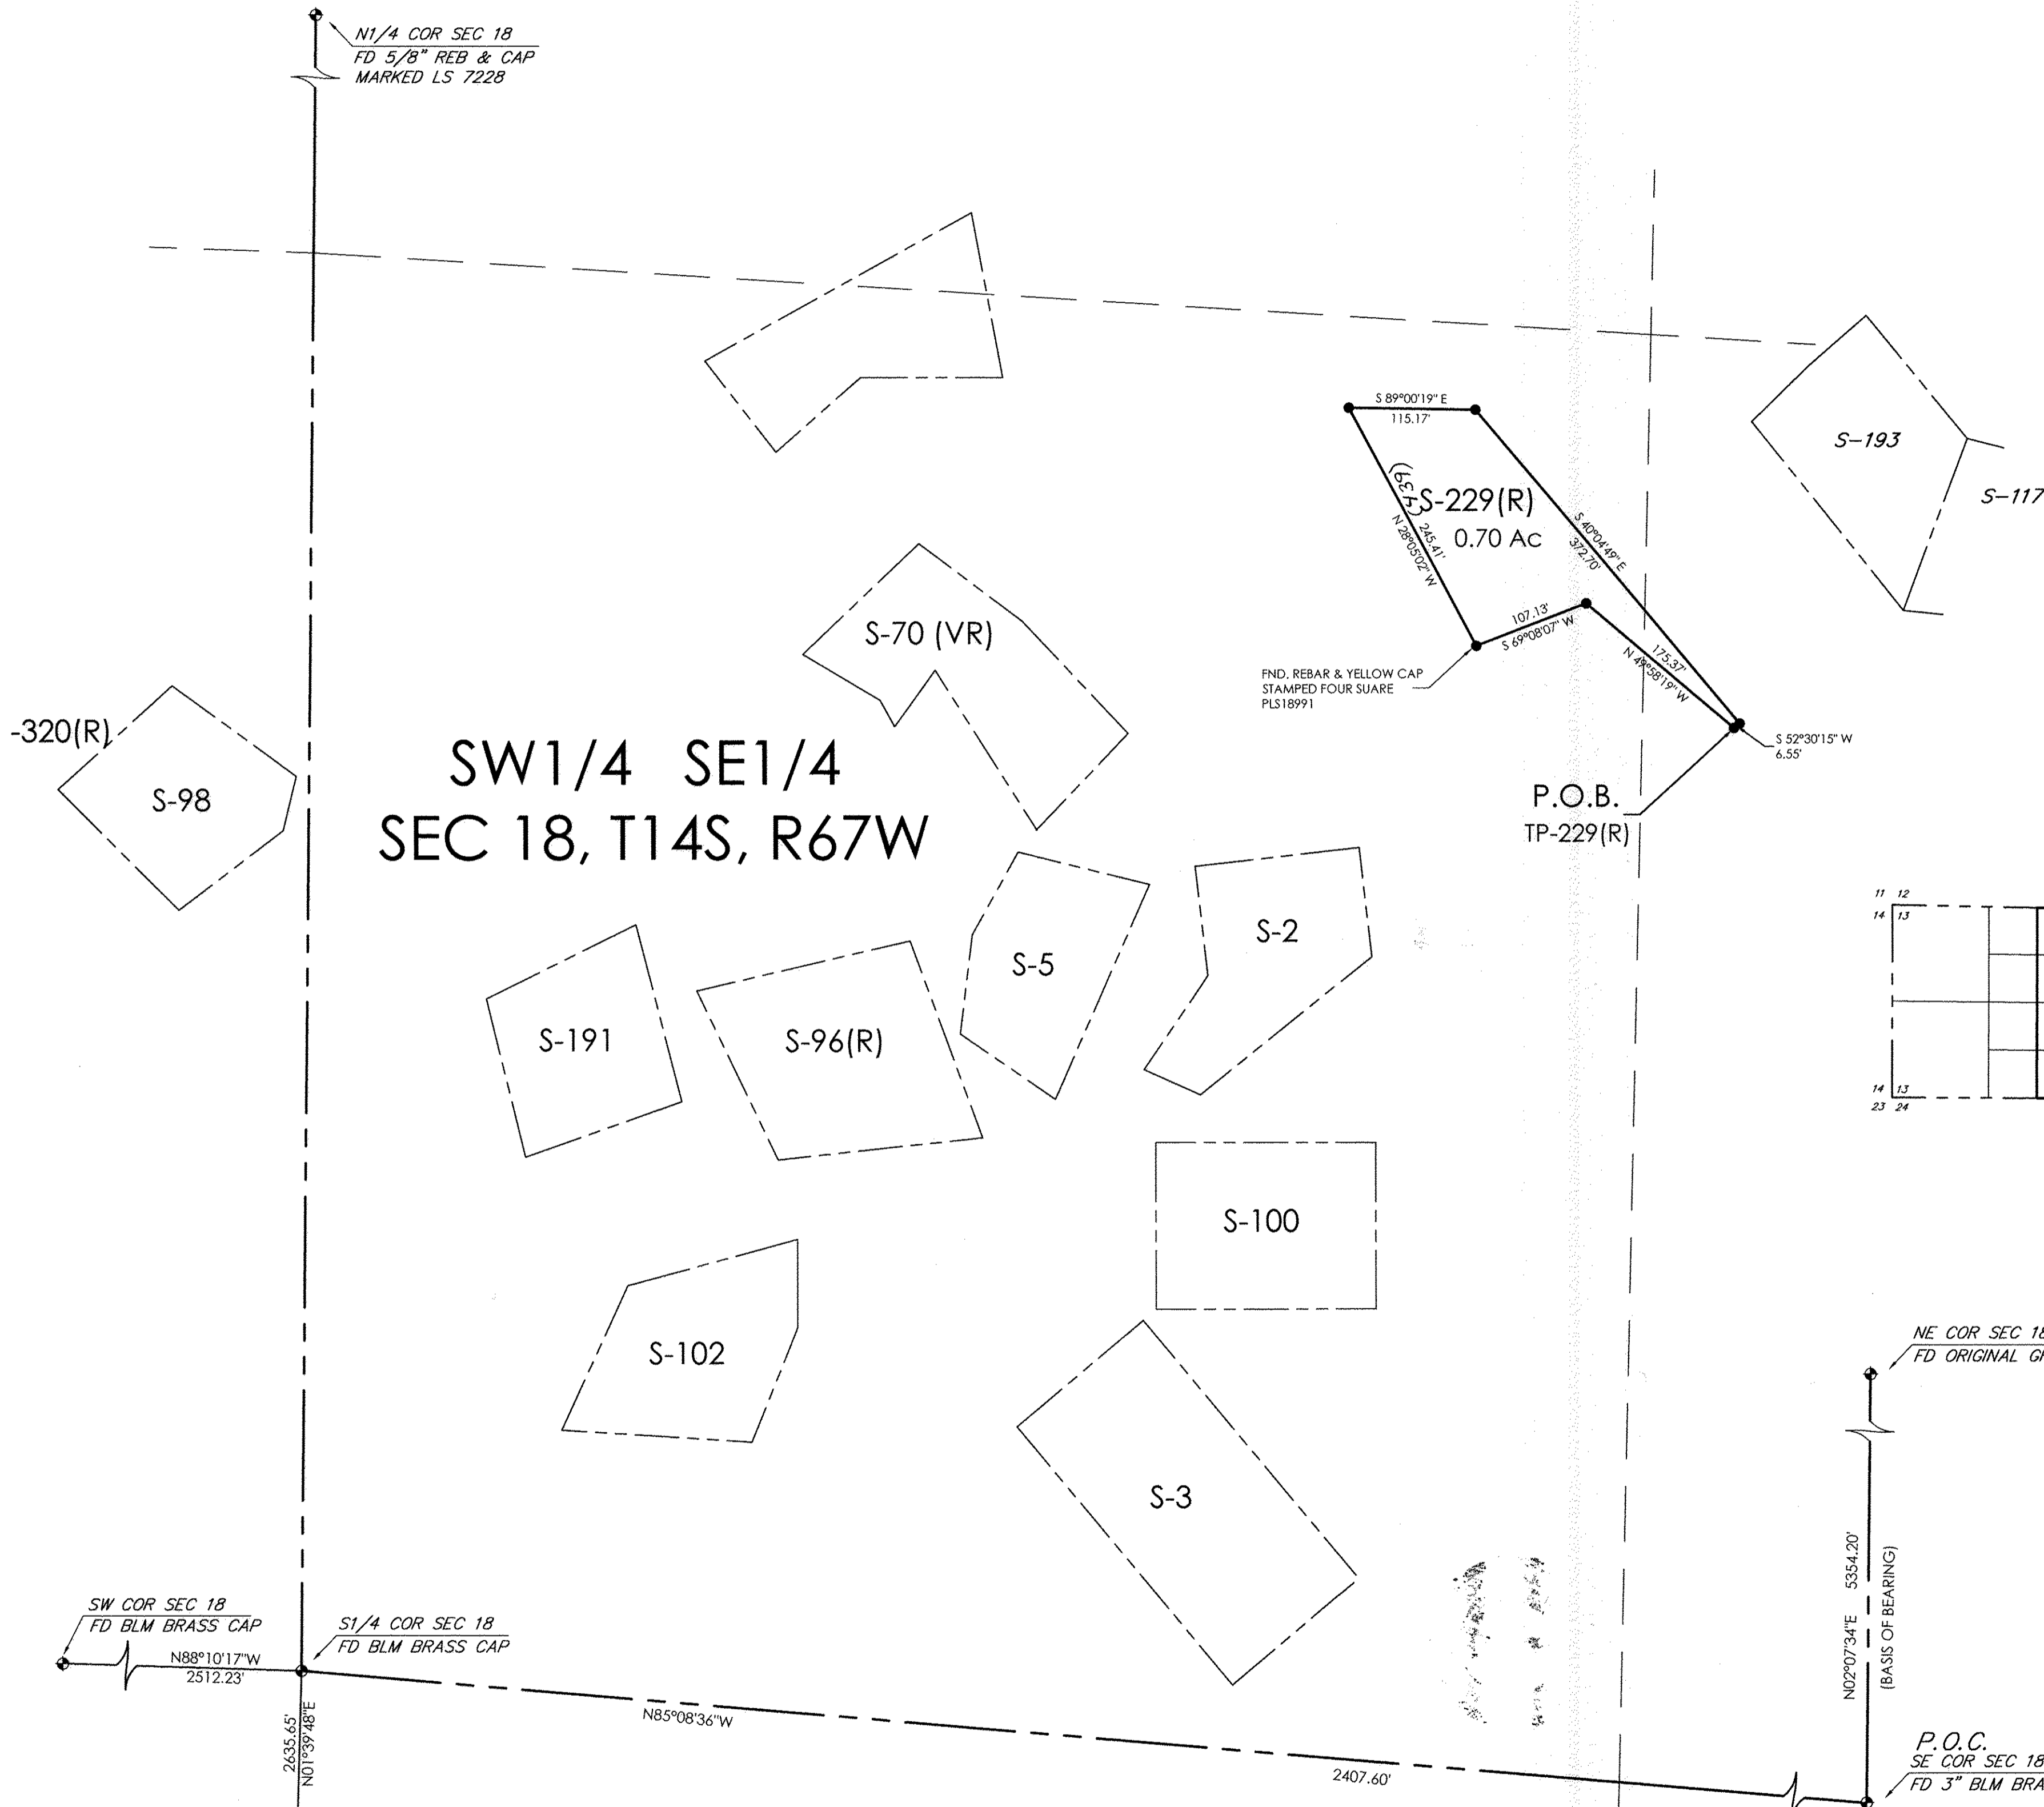 N1/4 COR SEC 18
FD 5/8" REB & CAP
MARKED LS 7228
S 89°00'19" E
115.17'
(439)
S-229(R)
0.70 Ac
245.41'
N 28°05'02" W
S 40°04'49" E
372.70'
107.13'
S 69°08'07" W
175.37'
N 49°58'19" W
FND. REBAR & YELLOW CAP
STAMPED FOUR SUARE
PLS18991
S 52°30'15" W
6.55'
P.O.B.
TP-229(R)
S-193
S-117
S-70 (VR)
-320(R)
S-98
SW1/4 SE1/4
SEC 18, T14S, R67W
S-5
S-2
S-191
S-96(R)
S-100
S-102
S-3
11 12
14 13
14 13
23 24
NE COR SEC 18
FD ORIGINAL
5354.20'
N02°07'34"E
(BASIS OF BEARING)
SW COR SEC 18
FD BLM BRASS CAP
S1/4 COR SEC 18
FD BLM BRASS CAP
N88°10'17"W
2512.23'
2635.65'
N01°39'48"E
N85°08'36"W
2407.60'
P.O.C.
SE COR SEC 18
FD 3" BLM BRA